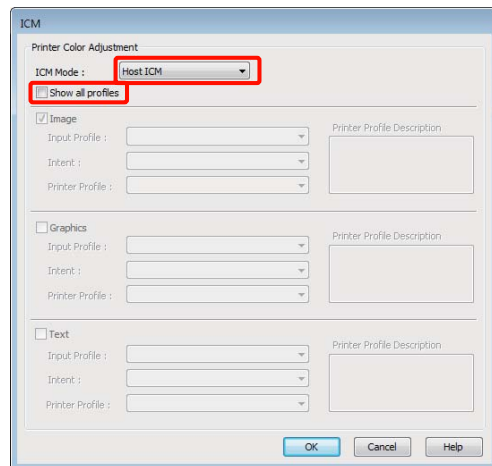 ICM
Printer Color Adjustment
ICM Mode : Host ICM
Show all profiles
Image
Printer Profile Description
Input Profile :
Intent :
Printer Profile :
Graphics
Printer Profile Description
Input Profile :
Intent :
Printer Profile :
Text
Printer Profile Description
Input Profile :
Intent :
Printer Profile :
OK Cancel Help